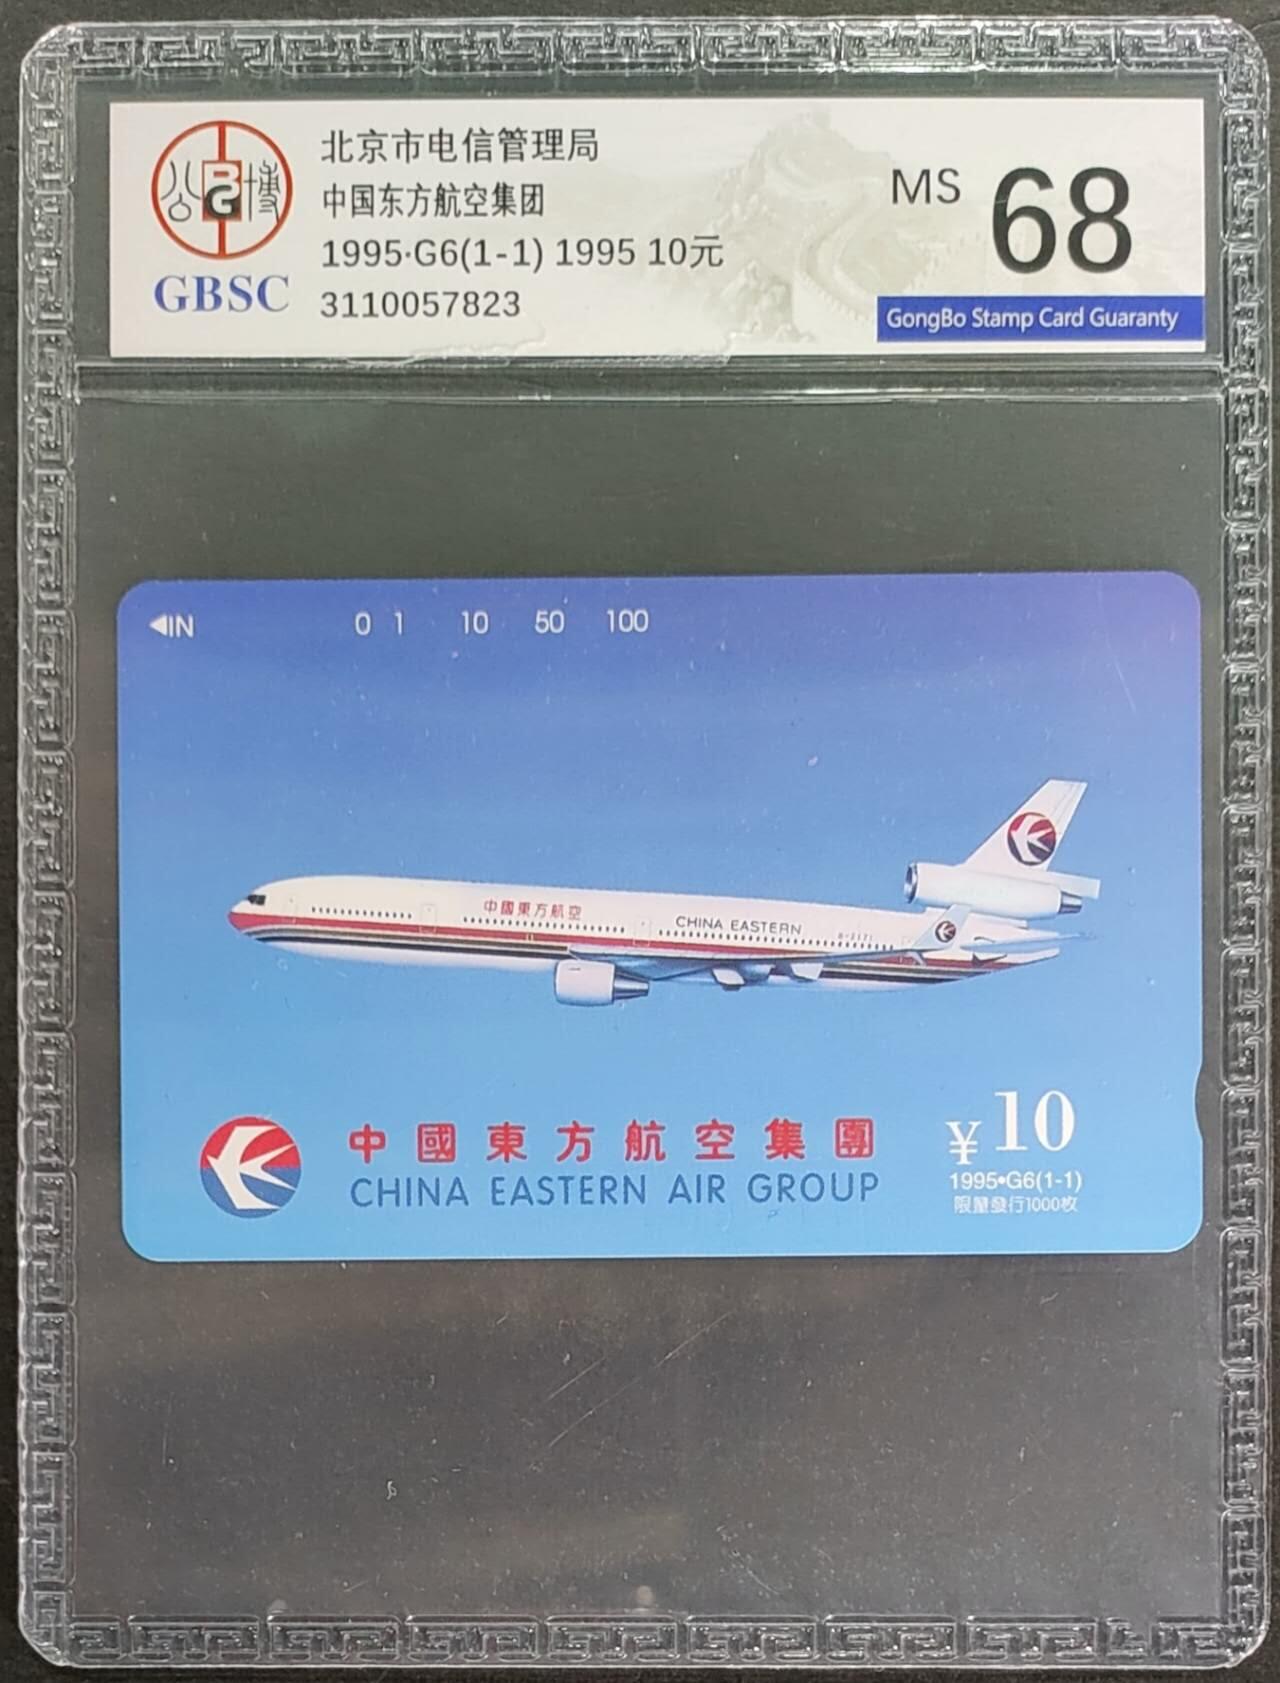 公博
GBSC
北京市电信管理局
中国东方航空集团
1995·G6(1-1) 1995 10元
3110057823
MS 68
GongBo Stamp Card Guaranty
◀IN 0 1 10 50 100
中國東方航空
CHINA EASTERN
B-2171
中國東方航空集團
CHINA EASTERN AIR GROUP
¥10
1995•G6(1-1)
限量發行1000枚